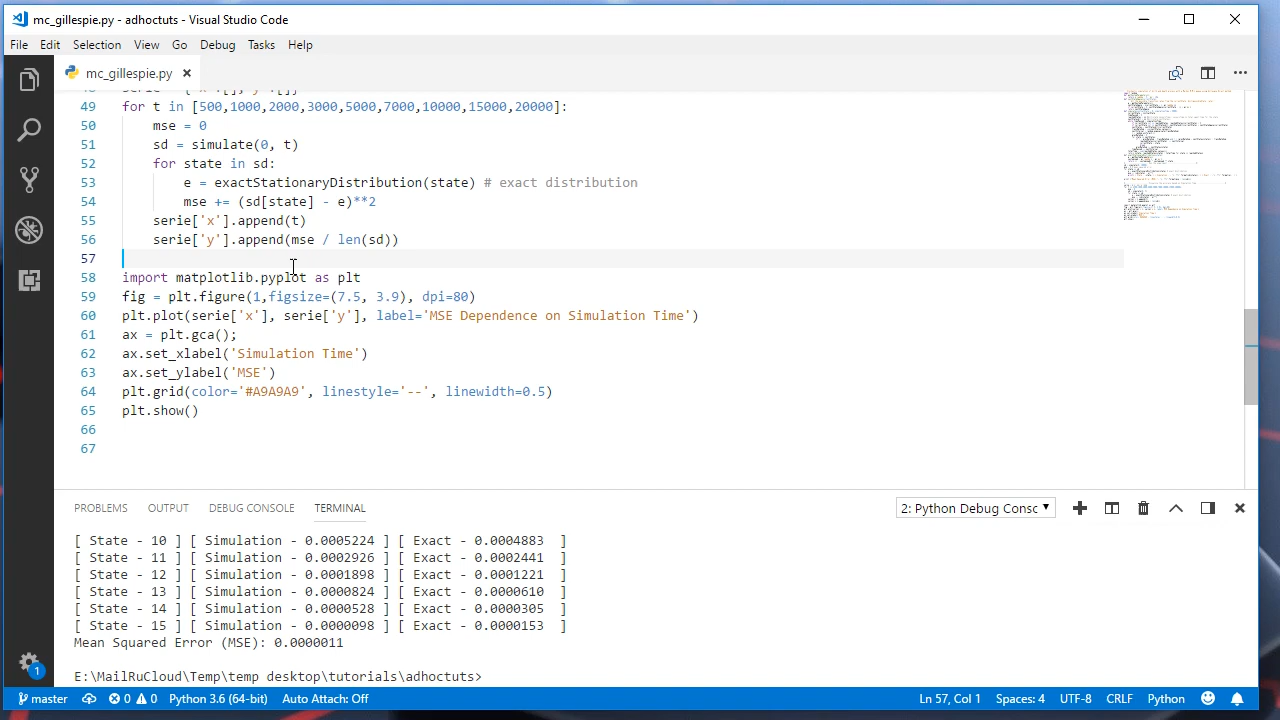 mc_gillespie.py - adhoctuts - Visual Studio Code
File Edit Selection View Go Debug Tasks Help
mc_gillespie.py
49 for t in [500,1000,2000,3000,5000,7000,10000,15000,20000]:
50 mse = 0
51 sd = simulate(0, t)
52 for state in sd:
53 e = exactStationaryDistribution(state) # exact distribution
54 mse += (sd[state] - e)**2
55 serie['x'].append(t)
56 serie['y'].append(mse / len(sd))
57
58 import matplotlib.pyplot as plt
59 fig = plt.figure(1,figsize=(7.5, 3.9), dpi=80)
60 plt.plot(serie['x'], serie['y'], label='MSE Dependence on Simulation Time')
61 ax = plt.gca();
62 ax.set_xlabel('Simulation Time')
63 ax.set_ylabel('MSE')
64 plt.grid(color='#A9A9A9', linestyle='--', linewidth=0.5)
65 plt.show()
66
67
PROBLEMS OUTPUT DEBUG CONSOLE TERMINAL 2: Python Debug Consc
[ State - 10 ] [ Simulation - 0.0005224 ] [ Exact - 0.0004883 ]
[ State - 11 ] [ Simulation - 0.0002926 ] [ Exact - 0.0002441 ]
[ State - 12 ] [ Simulation - 0.0001898 ] [ Exact - 0.0001221 ]
[ State - 13 ] [ Simulation - 0.0000824 ] [ Exact - 0.0000610 ]
[ State - 14 ] [ Simulation - 0.0000528 ] [ Exact - 0.0000305 ]
[ State - 15 ] [ Simulation - 0.0000098 ] [ Exact - 0.0000153 ]
Mean Squared Error (MSE): 0.0000011
E:\MailRuCloud\Temp\temp desktop\tutorials\adhoctuts>
1
master 0 0 Python 3.6 (64-bit) Auto Attach: Off Ln 57, Col 1 Spaces: 4 UTF-8 CRLF Python